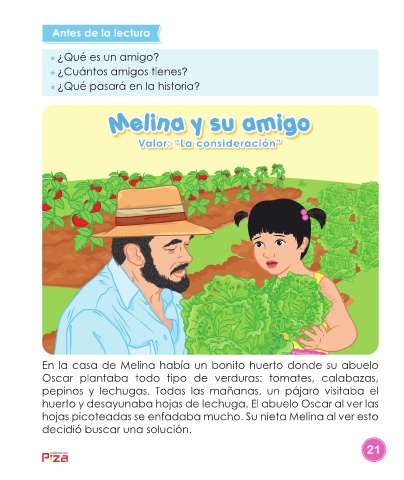 Antes de la lectura
¿Qué es un amigo?
¿Cuántos amigos tienes?
¿Qué pasará en la historia?
Melina y su amigo
Valor: "La consideración"
En la casa de Melina había un bonito huerto donde su abuelo
Oscar plantaba todo tipo de verduras: tomates, calabazas,
pepinos y lechugas. Todas las mañanas, un pájaro visitaba el
huerto y desayunaba hojas de lechuga. El abuelo Oscar al ver las
hojas picoteadas se enfadaba mucho. Su nieta Melina al ver esto
decidió buscar una solución.
21